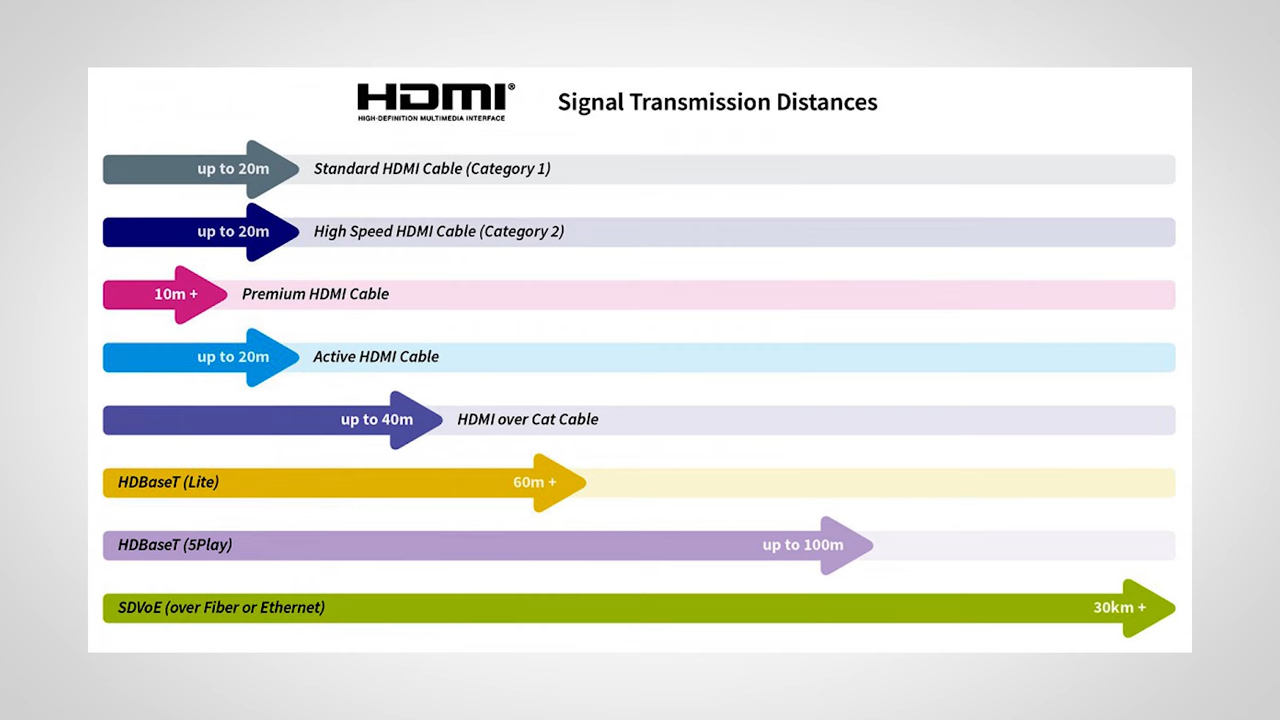 HDMI®
HIGH-DEFINITION MULTIMEDIA INTERFACE
Signal Transmission Distances
up to 20m Standard HDMI Cable (Category 1)
up to 20m High Speed HDMI Cable (Category 2)
10m + Premium HDMI Cable
up to 20m Active HDMI Cable
up to 40m HDMI over Cat Cable
HDBaseT (Lite) 60m +
HDBaseT (5Play) up to 100m
SDVoE (over Fiber or Ethernet) 30km +